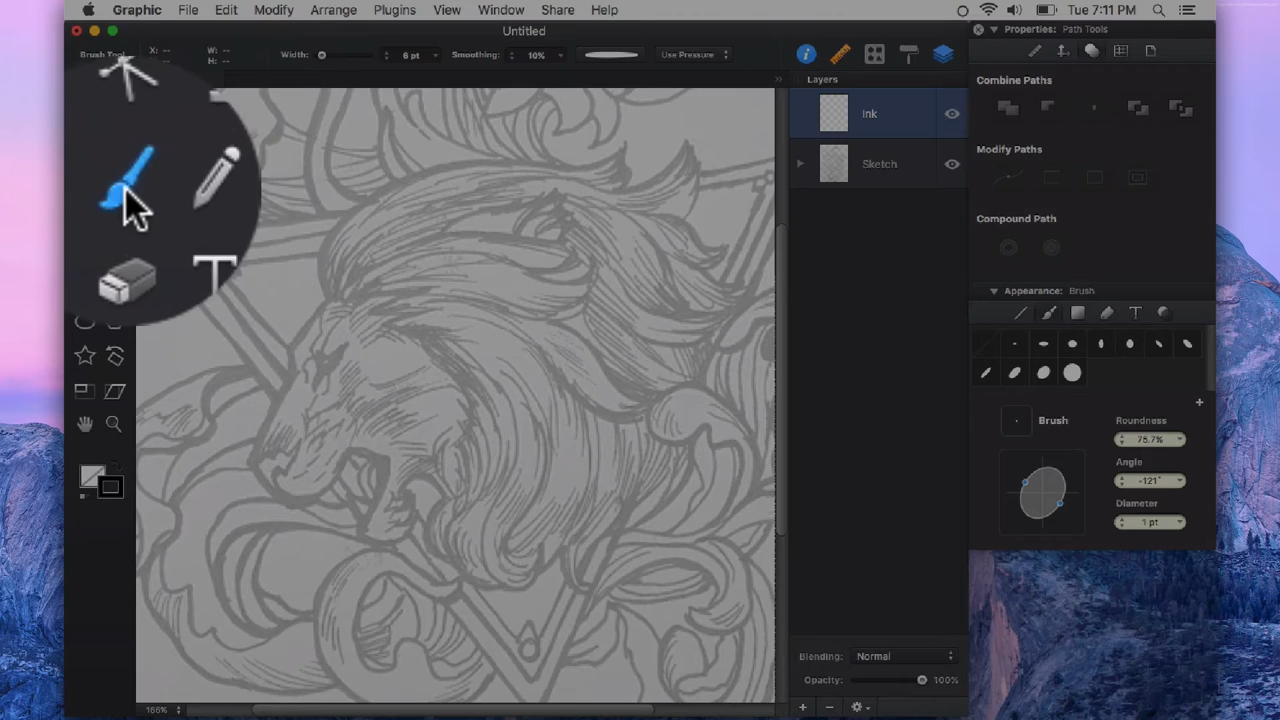 Graphic File Edit Modify Arrange Plugins View Window Share Help Tue 7:11 PM
Untitled
Properties: Path Tools
Brush Tool X: -- W: -- Width: 6 pt Smoothing: 10% Use Pressure
Y: -- H: --
Layers
Combine Paths
Ink
Modify Paths
Sketch
Compound Path
T
Appearance: Brush
T
Brush
Roundness
75.7%
Angle
-121°
Diameter
1 pt
Blending: Normal
Opacity: 100%
166%